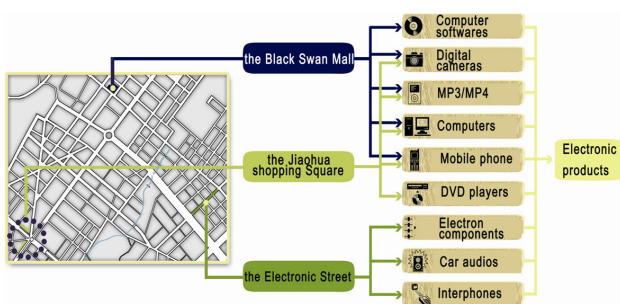 the Black Swan Mall
the Jiaohua
shopping Square
the Electronic Street
Computer
softwares
Digital
cameras
MP3/MP4
Computers
Mobile phone
DVD players
Electron
components
Car audios
Interphones
Electronic
products